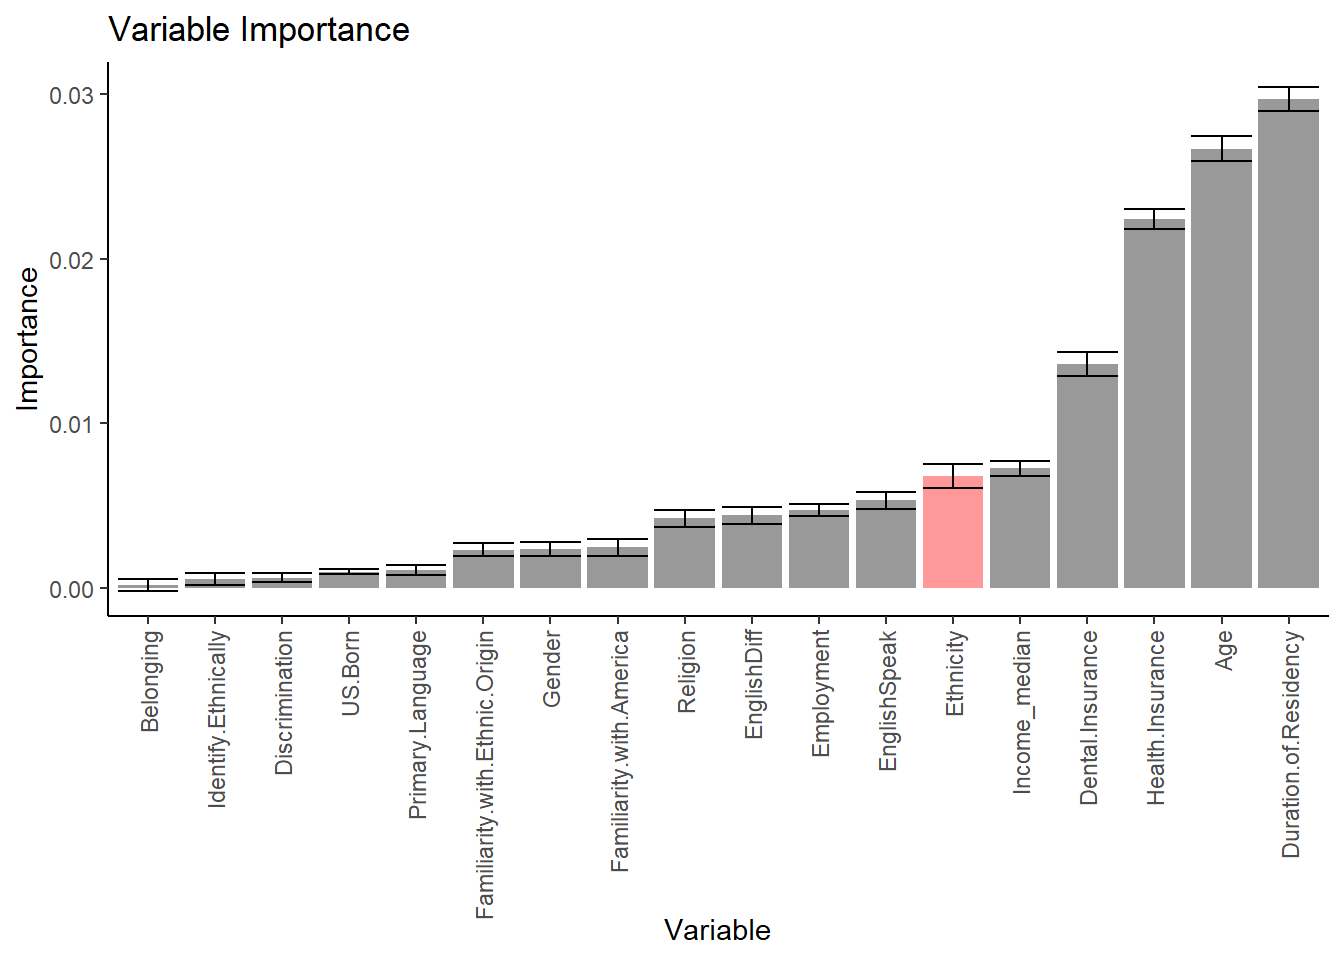 Variable Importance
Importance
0.03
0.02
0.01
0.00
Belonging
Identify.Ethnically
Discrimination
US.Born
Primary.Language
Familiarity.with.Ethnic.Origin
Gender
Familiarity.with.America
Religion
EnglishDiff
Employment
EnglishSpeak
Ethnicity
Income_median
Dental.Insurance
Health.Insurance
Age
Duration.of.Residency
Variable